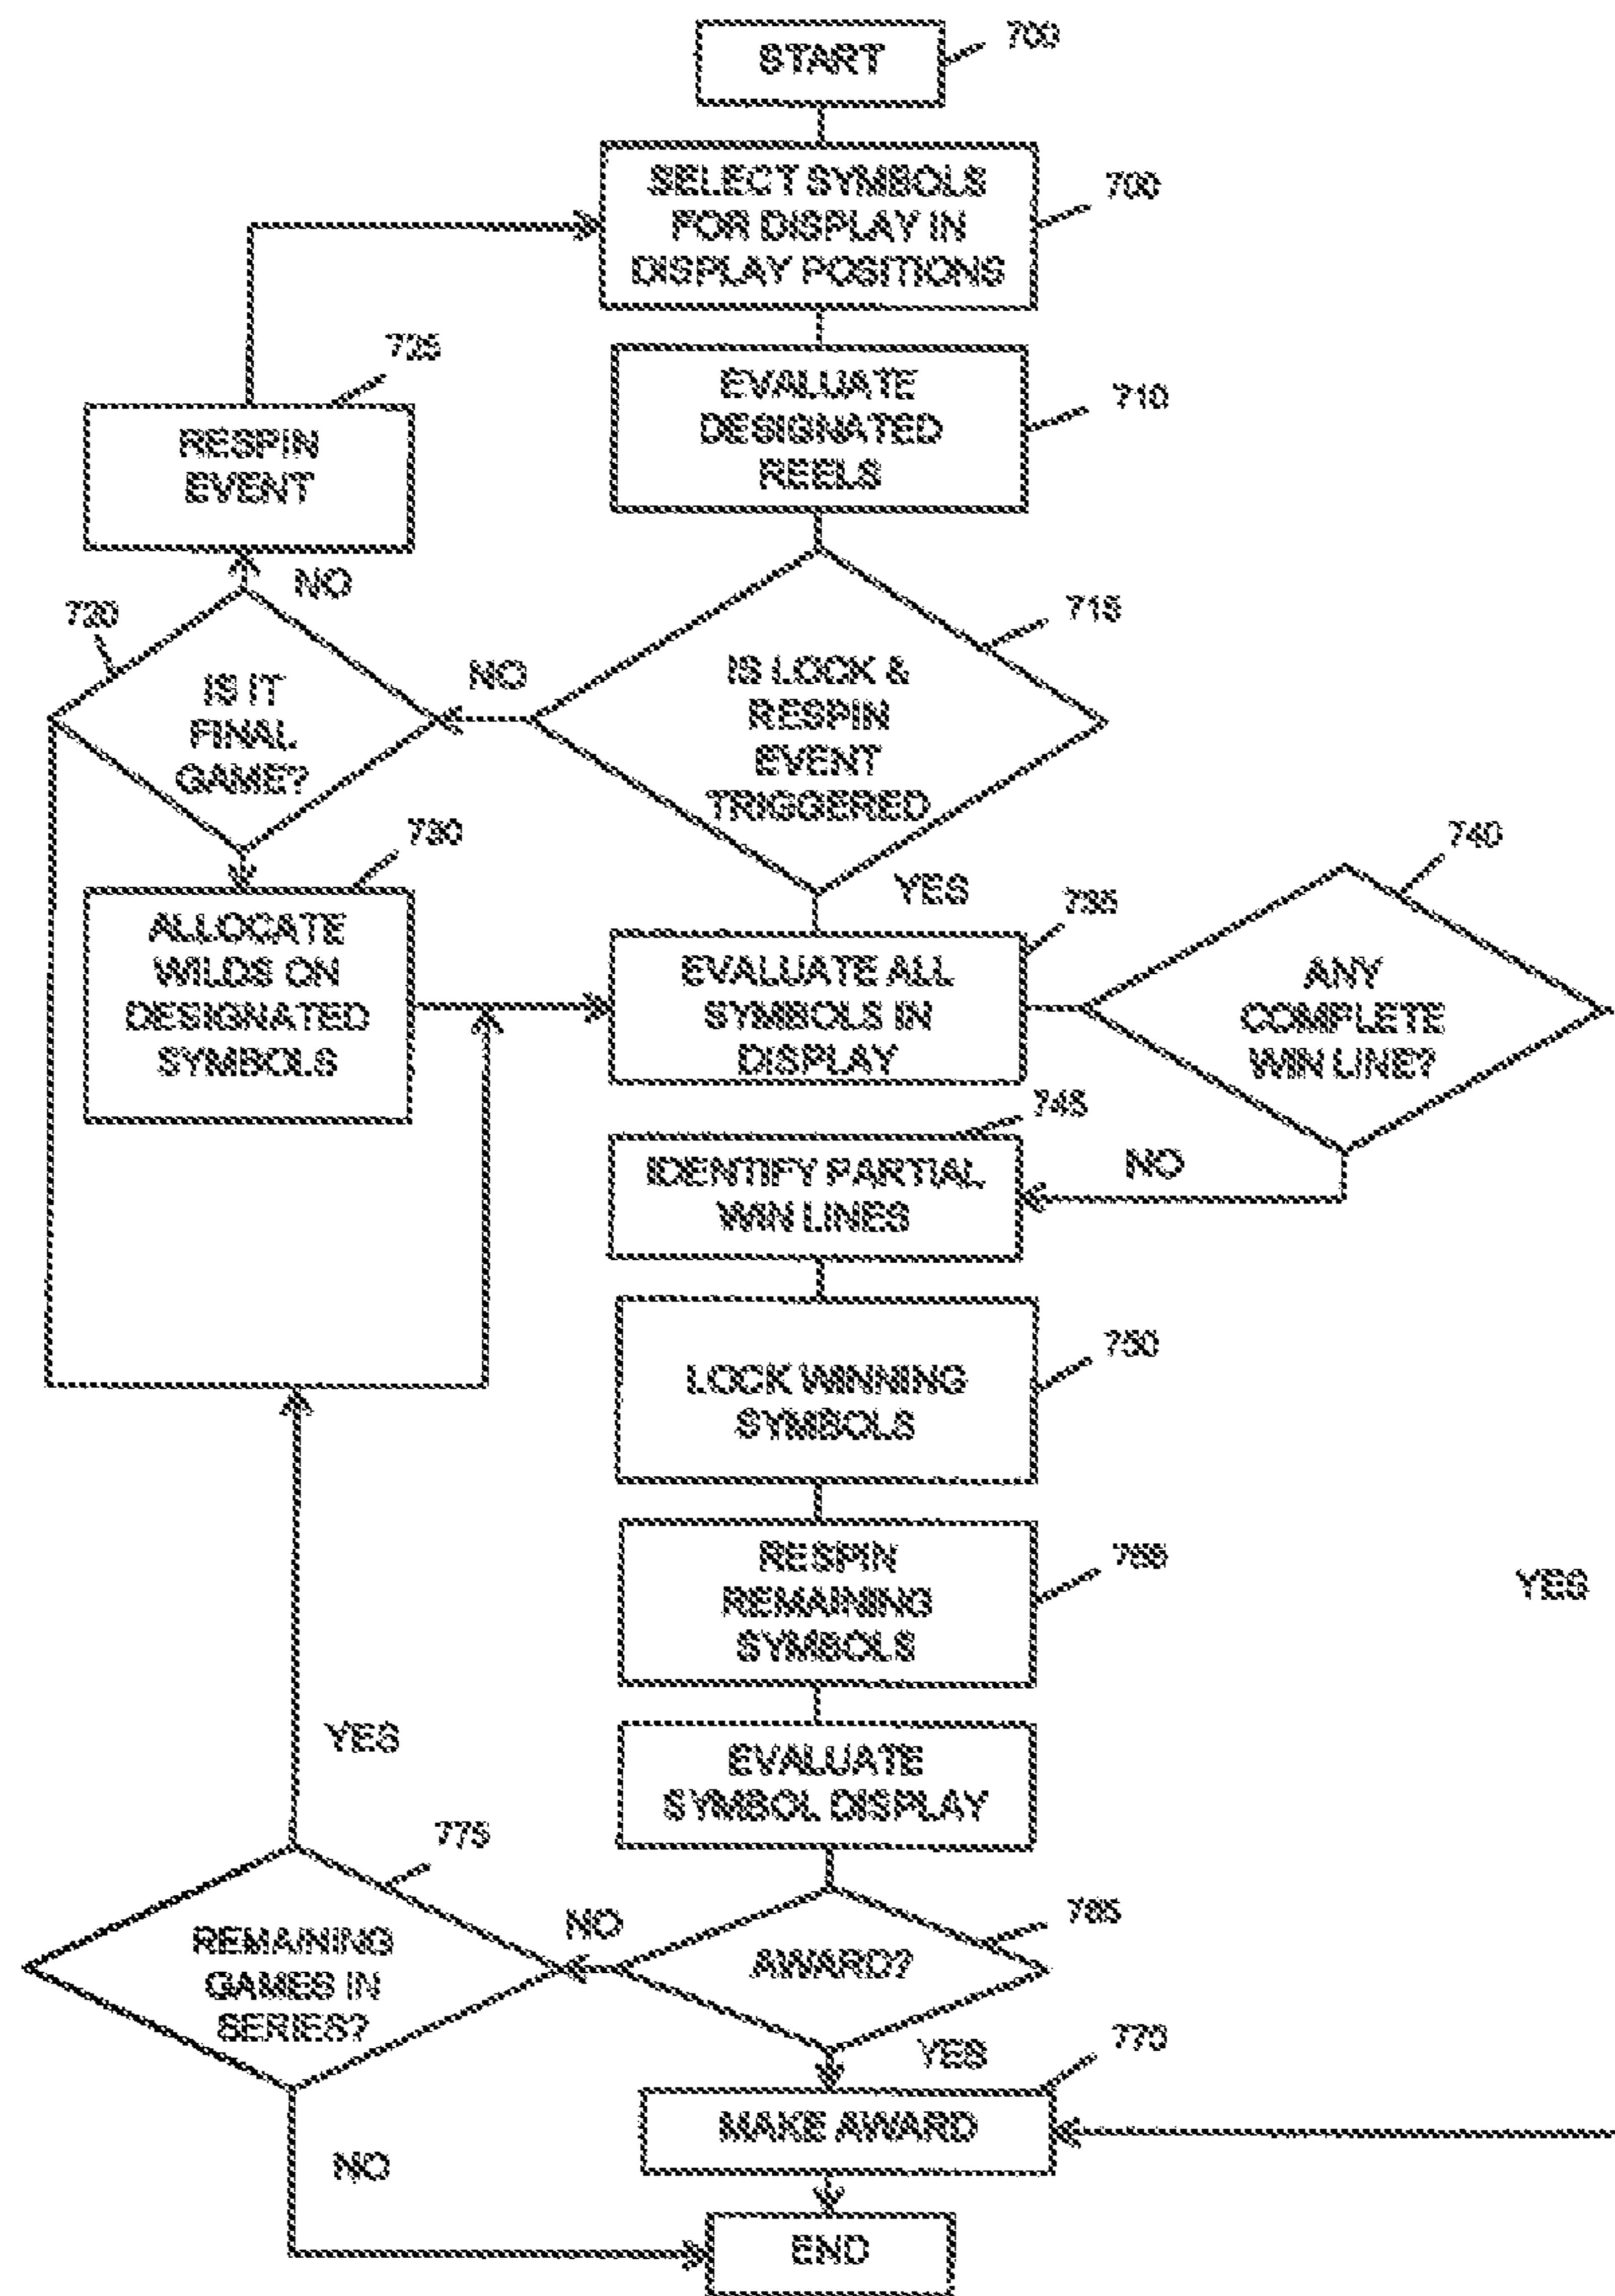 START
700
SELECT SYMBOLS
FOR DISPLAY IN
DISPLAY POSITIONS
700
EVALUATE
DESIGNATED
REELS
710
725
RESPIN
EVENT
NO
720
IS IT
FINAL
GAME?
NO
IS LOCK &
RESPIN
EVENT
TRIGGERED
715
YES
730
ALLOCATE
WILDS ON
DESIGNATED
SYMBOLS
EVALUATE ALL
SYMBOLS IN
DISPLAY
735
740
ANY
COMPLETE
WIN LINE?
NO
745
IDENTIFY PARTIAL
WIN LINES
LOCK WINNING
SYMBOLS
750
RESPIN
REMAINING
SYMBOLS
755
YES
EVALUATE
SYMBOL DISPLAY
YES
775
REMAINING
GAMES IN
SERIES?
NO
AWARD?
765
YES
770
MAKE AWARD
NO
END